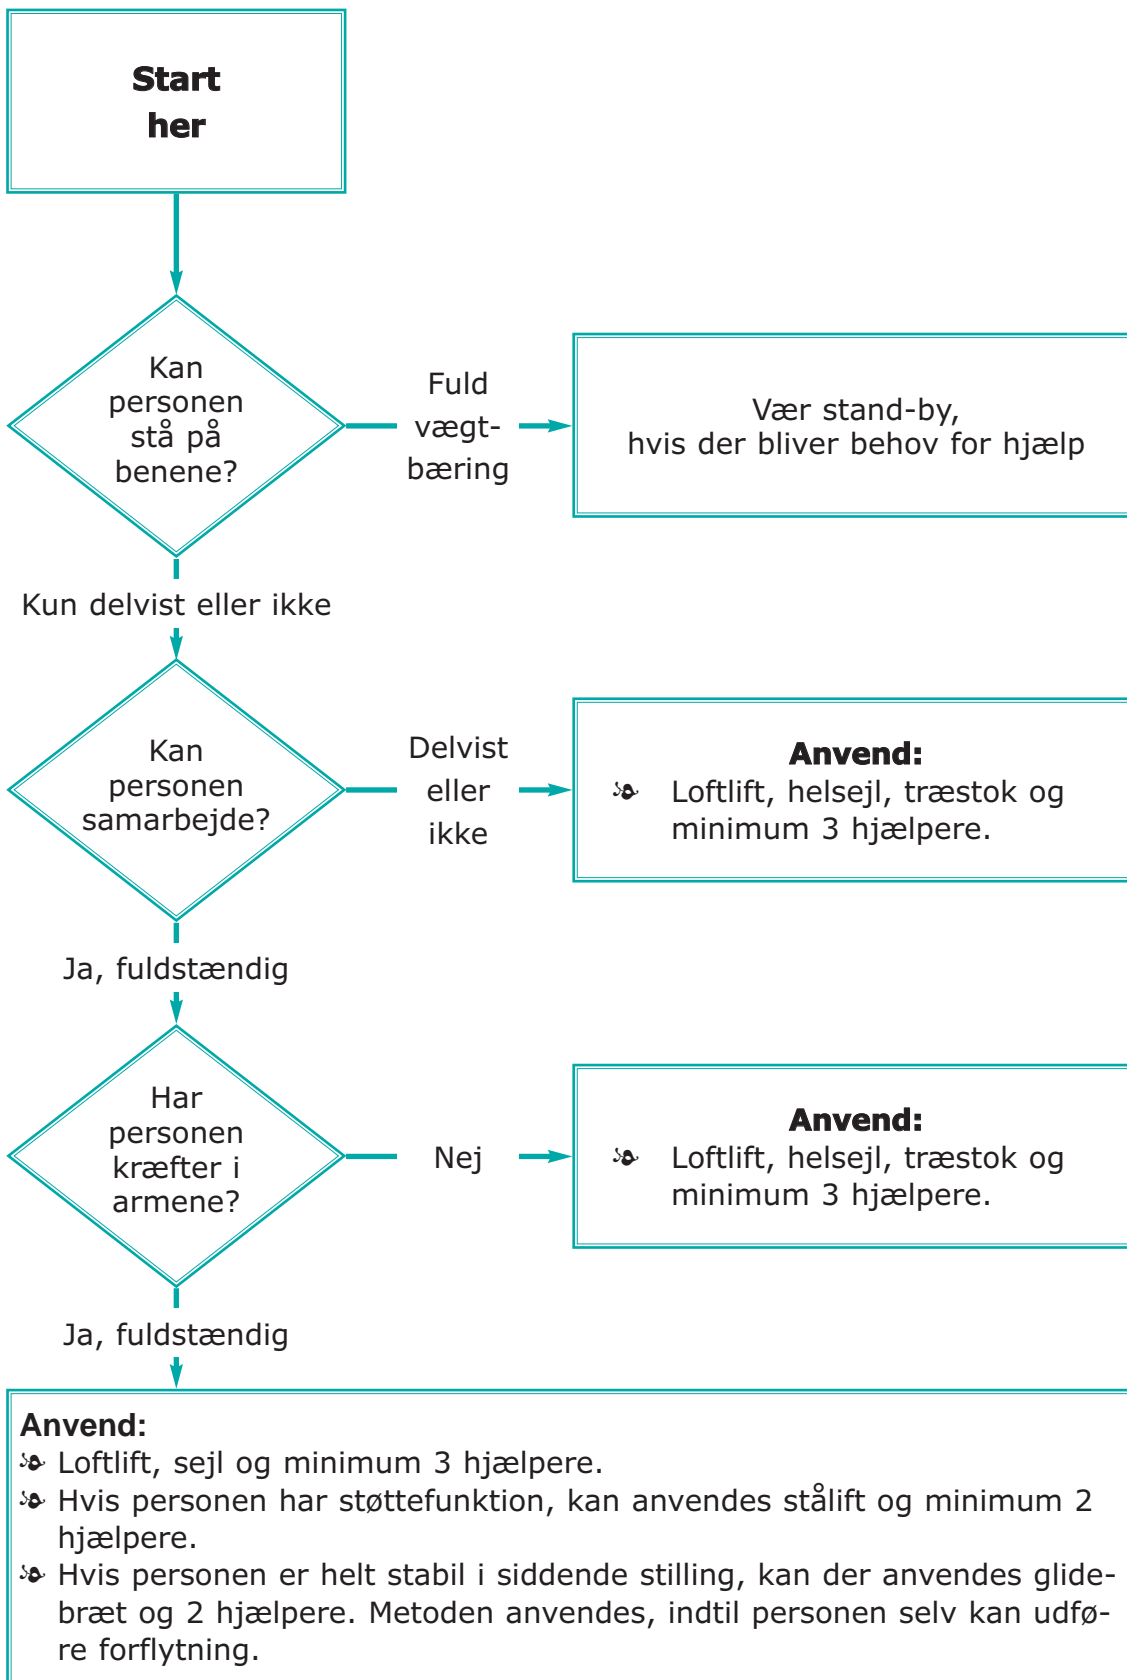 Start
her
Kan
personen
stå på
benene?
Fuld
vægt-
bæring
Vær stand-by,
hvis der bliver behov for hjælp
Kun delvist eller ikke
Kan
personen
samarbejde?
Delvist
eller
ikke
Anvend:
Loftlift, helsejl, træstok og
minimum 3 hjælpere.
Ja, fuldstændig
Har
personen
kræfter i
armene?
Nej
Anvend:
Loftlift, helsejl, træstok og
minimum 3 hjælpere.
Ja, fuldstændig
Anvend:
Loftlift, sejl og minimum 3 hjælpere.
Hvis personen har støttefunktion, kan anvendes stålift og minimum 2
hjælpere.
Hvis personen er helt stabil i siddende stilling, kan der anvendes glide-
bræt og 2 hjælpere. Metoden anvendes, indtil personen selv kan udfø-
re forflytning.